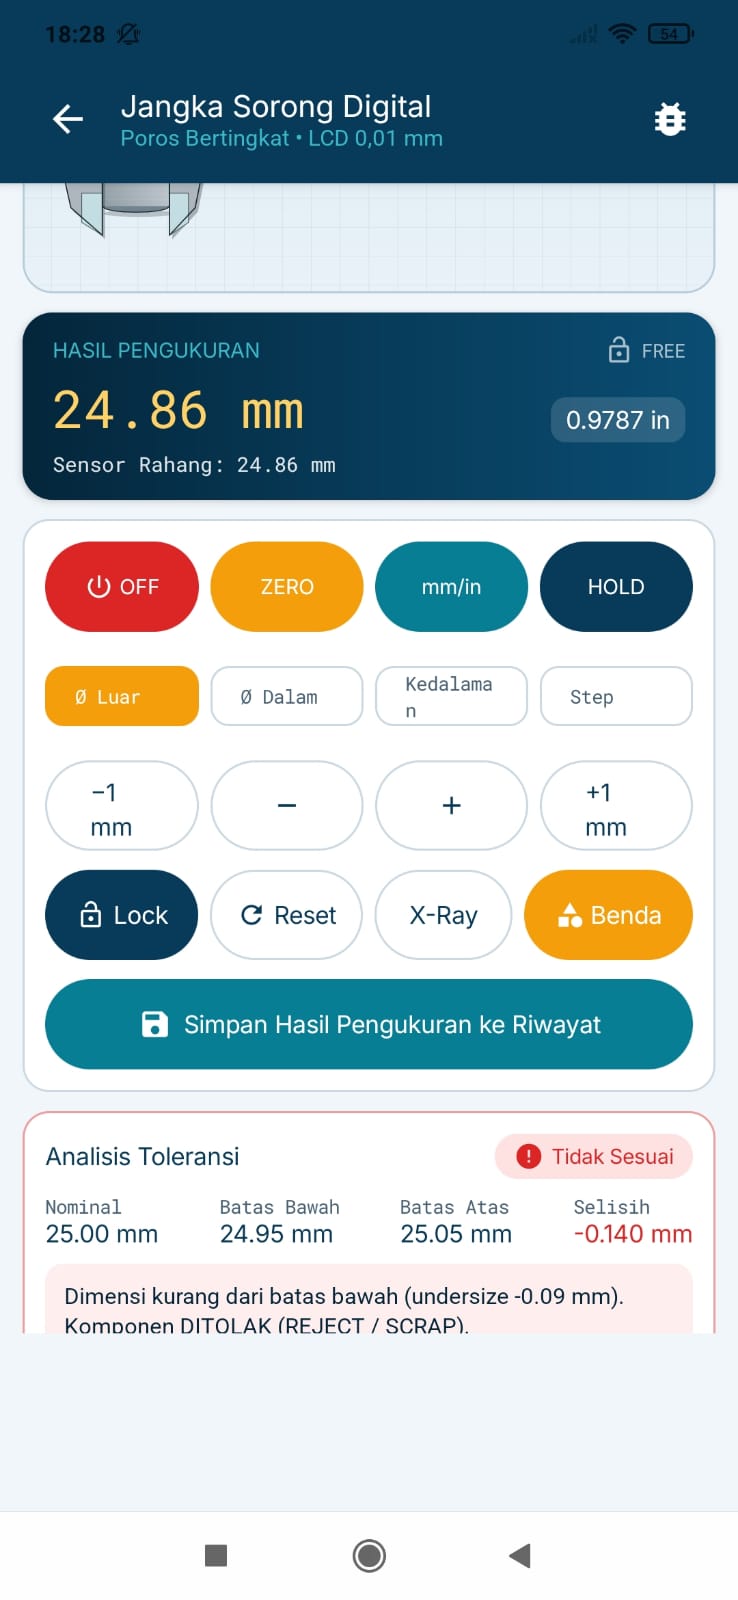 18:28
54
Jangka Sorong Digital
Poros Bertingkat • LCD 0,01 mm
HASIL PENGUKURAN
FREE
24.86 mm
0.9787 in
Sensor Rahang: 24.86 mm
OFF
ZERO
mm/in
HOLD
Ø Luar
Ø Dalam
Kedalama
n
Step
−1
mm
−
+
+1
mm
Lock
Reset
X-Ray
Benda
Simpan Hasil Pengukuran ke Riwayat
Analisis Toleransi
Tidak Sesuai
Nominal
Batas Bawah
Batas Atas
Selisih
25.00 mm
24.95 mm
25.05 mm
-0.140 mm
Dimensi kurang dari batas bawah (undersize -0.09 mm).
Komponen DITOLAK (REJECT / SCRAP).